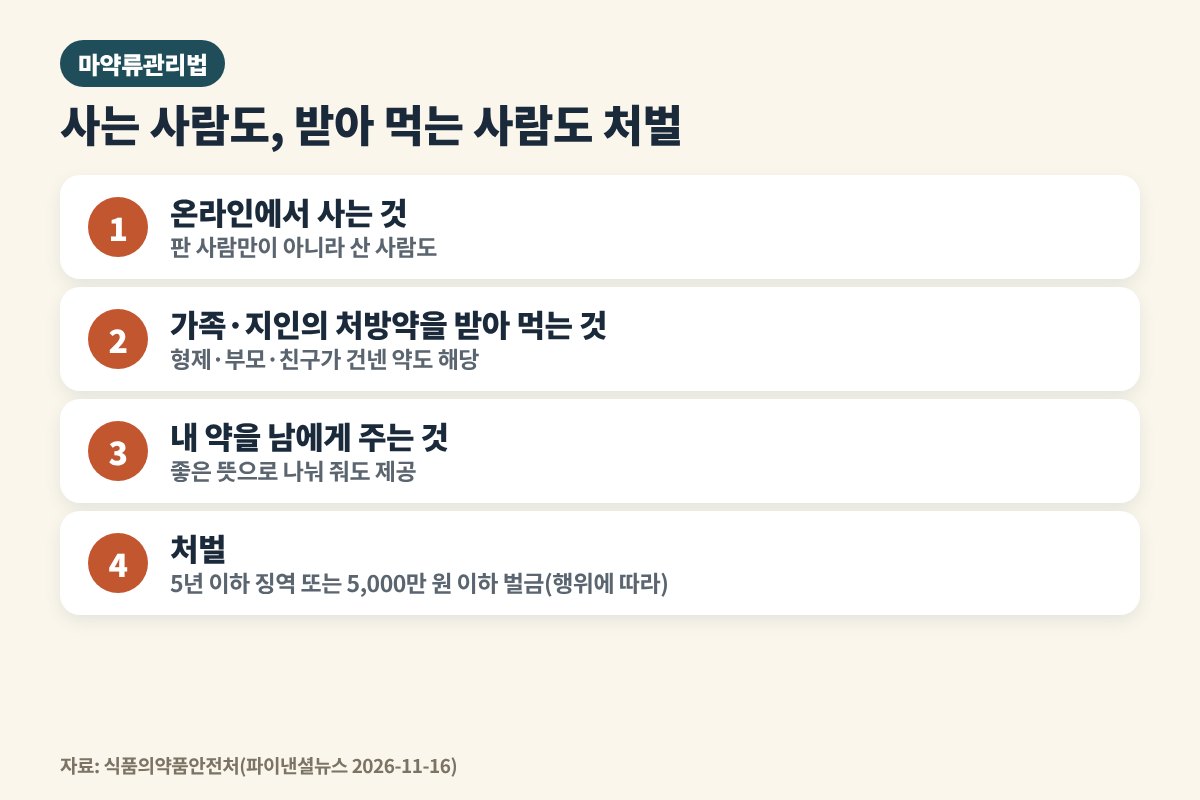 마약류관리법
사는 사람도, 받아 먹는 사람도 처벌
1
온라인에서 사는 것
판 사람만이 아니라 산 사람도
2
가족·지인의 처방약을 받아 먹는 것
형제·부모·친구가 건넨 약도 해당
3
내 약을 남에게 주는 것
좋은 뜻으로 나눠 줘도 제공
4
처벌
5년 이하 징역 또는 5,000만 원 이하 벌금(행위에 따라)
자료: 식품의약품안전처(파이낸셜뉴스 2026-11-16)